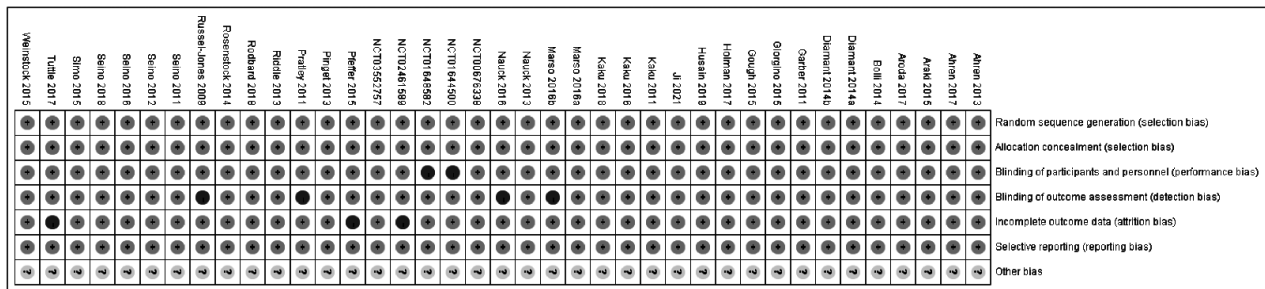 Weinstock 2015
Tuttle 2017
Simo 2015
Seino 2018
Seino 2016
Seino 2012
Seino 2011
Russel-Jones 2009
Rosenstock 2014
Rodbard 2018
Riddle 2013
Pratley 2011
Pinget 2013
Pfeffer 2015
NCT03552757
NCT02461589
NCT01648582
NCT01644500
NCT00676338
Nauck 2016
Nauck 2013
Marso 2016b
Marso 2016a
Kaku 2018
Kaku 2016
Kaku 2011
Ji 2021
Husain 2019
Holman 2017
Gough 2015
Giorgino 2015
Garber 2011
Diamant 2014b
Diamant 2014a
Bolli 2014
Aroda 2017
Araki 2015
Ahren 2017
Ahren 2013
Random sequence generation (selection bias)
Allocation concealment (selection bias)
Blinding of participants and personnel (performance bias)
Blinding of outcome assessment (detection bias)
Incomplete outcome data (attrition bias)
Selective reporting (reporting bias)
Other bias